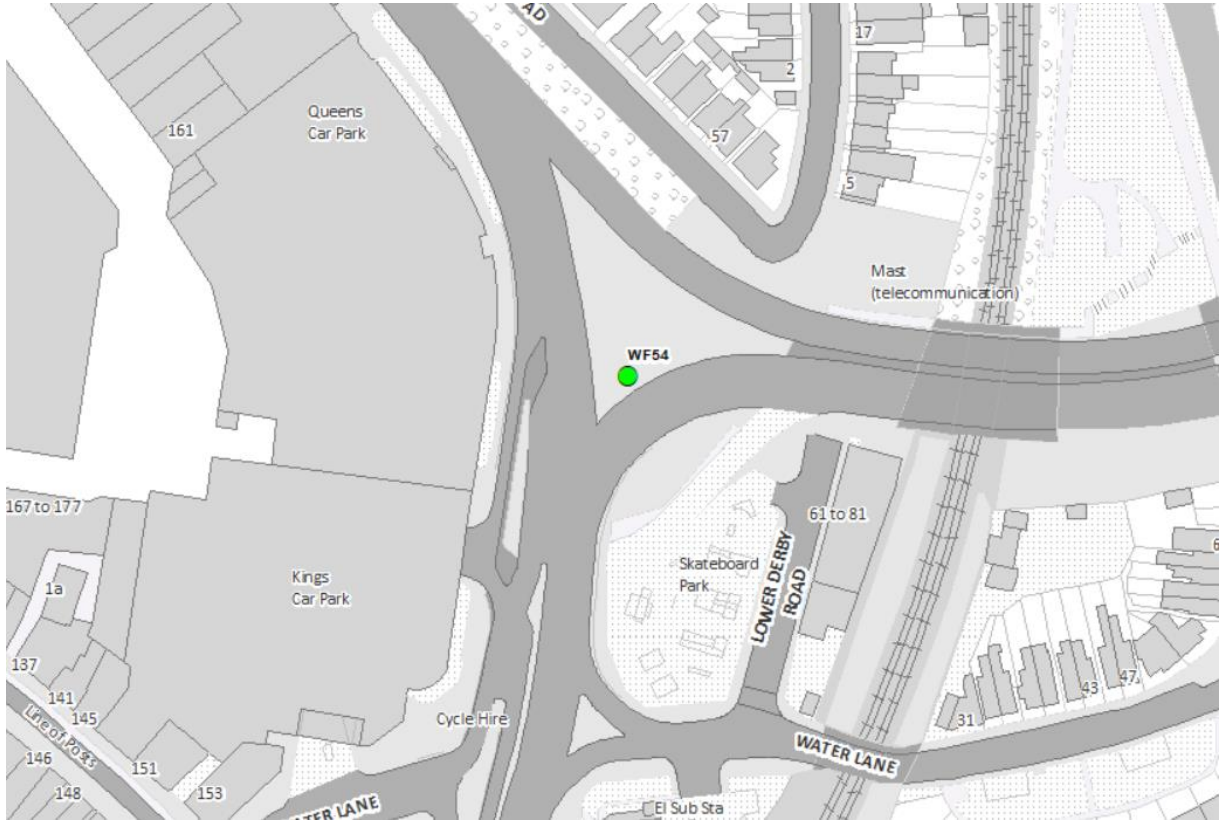 AD
17
2
Queens
Car Park
161
57
5
Mast
(telecommunication)
WF54
167 to 177
61 to 81
6
1a
Kings
Car Park
Skateboard
Park
LOWER DERBY
ROAD
137
141
145
Line of Posts
43
47
31
Cycle Hire
WATER LANE
146
151
148
153
ATER LANE
El Sub Sta